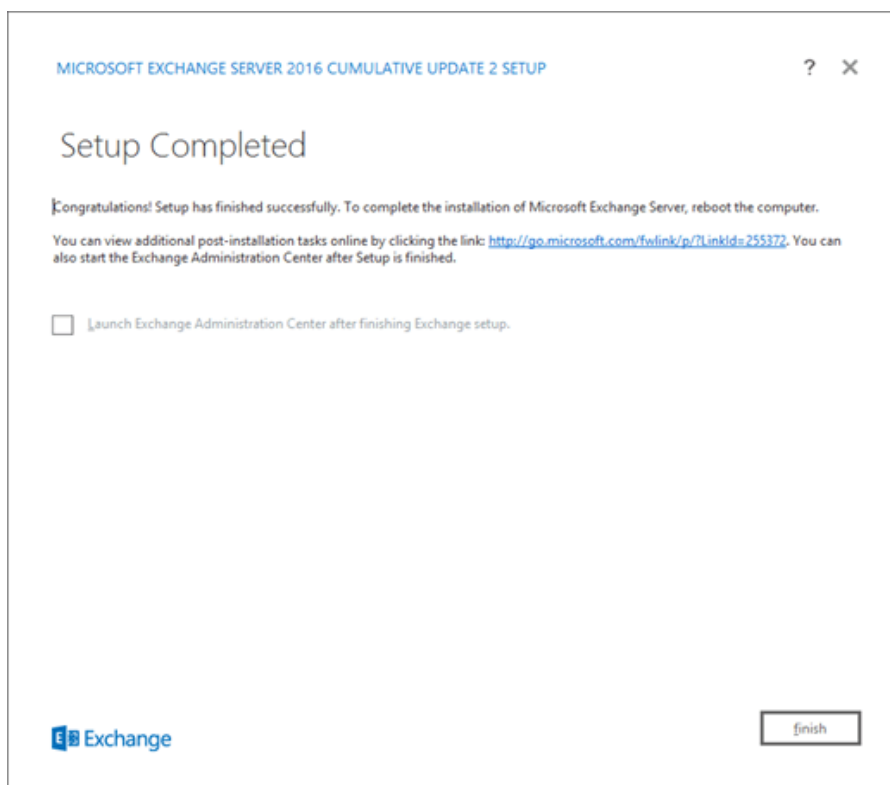 MICROSOFT EXCHANGE SERVER 2016 CUMULATIVE UPDATE 2 SETUP
? ✕
Setup Completed
Congratulations! Setup has finished successfully. To complete the installation of Microsoft Exchange Server, reboot the computer.
You can view additional post-installation tasks online by clicking the link: http://go.microsoft.com/fwlink/p/?LinkId=255372. You can
also start the Exchange Administration Center after Setup is finished.
Launch Exchange Administration Center after finishing Exchange setup.
Exchange
finish